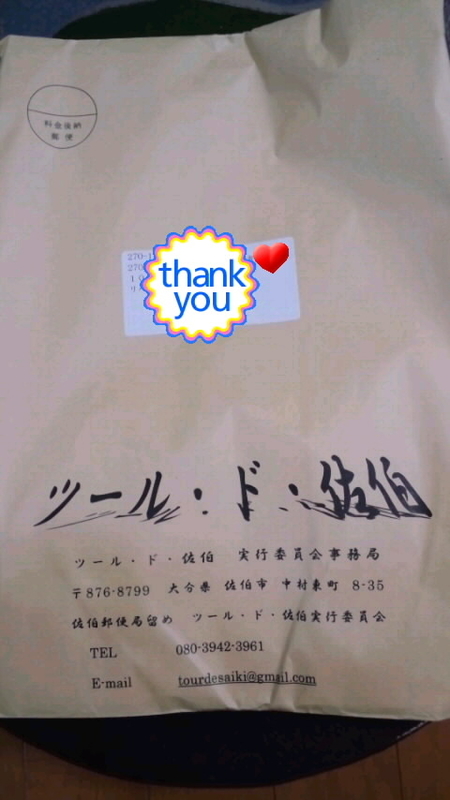 料金後納
郵便
270-1
270
thank
you
ツール・ド・佐伯
ツール・ド・佐伯 実行委員会事務局
〒876-8799 大分県 佐伯市 中村東町 8-35
佐伯郵便局留め ツール・ド・佐伯実行委員会
TEL 080-3942-3961
E-mail tourdesaiki@gmail.com